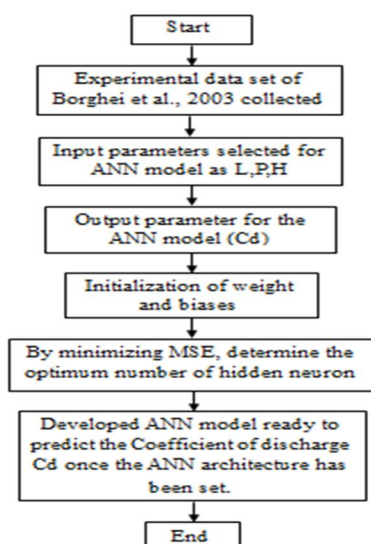 Start
Experimental data set of
Borghei et al., 2003 collected
Input parameters selected for
ANN model as L,P,H
Output parameter for the
ANN model (Cd)
Initialization of weight
and biases
By minimizing MSE, determine the
optimum number of hidden neuron
Developed ANN model ready to
predict the Coefficient of discharge
Cd once the ANN architecture has
been set.
End